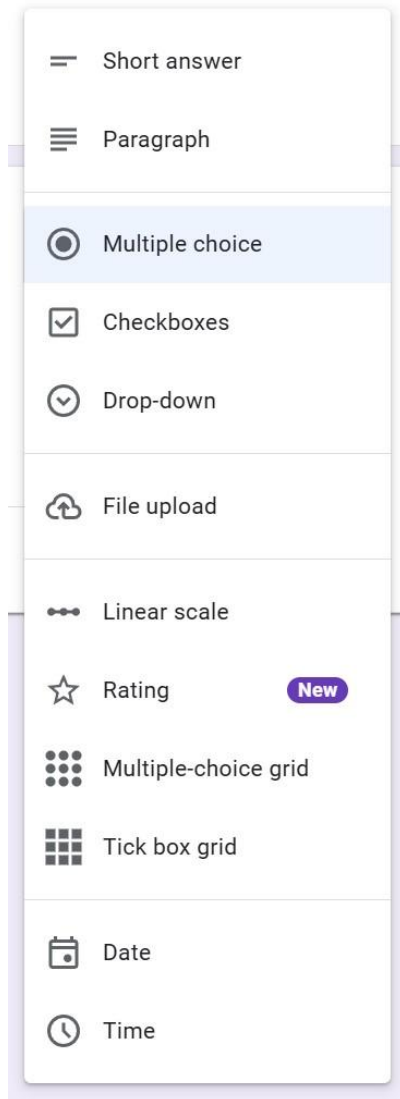 Short answer
Paragraph
Multiple choice
Checkboxes
Drop-down
File upload
Linear scale
Rating New
Multiple-choice grid
Tick box grid
Date
Time